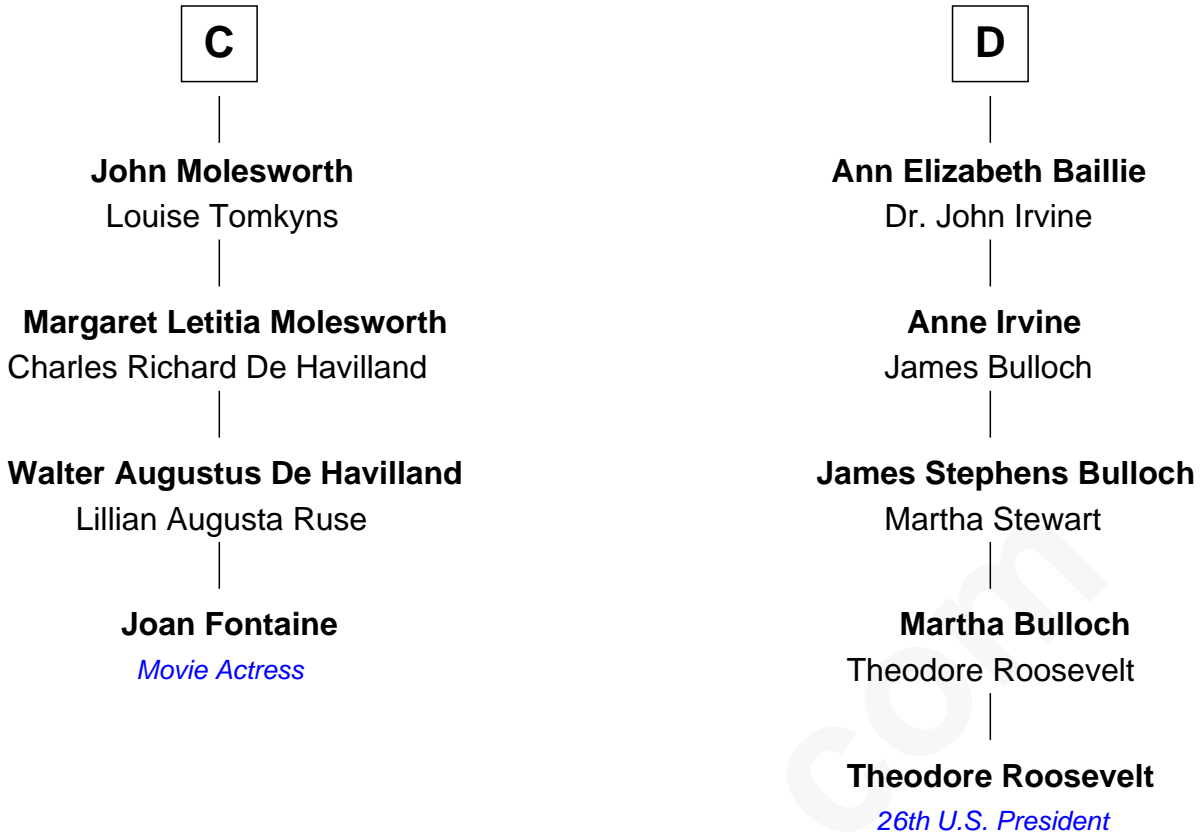 C
John Molesworth
Louise Tomkyns
Margaret Letitia Molesworth
Charles Richard De Havilland
Walter Augustus De Havilland
Lillian Augusta Ruse
Joan Fontaine
Movie Actress
D
Ann Elizabeth Baillie
Dr. John Irvine
Anne Irvine
James Bulloch
James Stephens Bulloch
Martha Stewart
Martha Bulloch
Theodore Roosevelt
Theodore Roosevelt
26th U.S. President
com